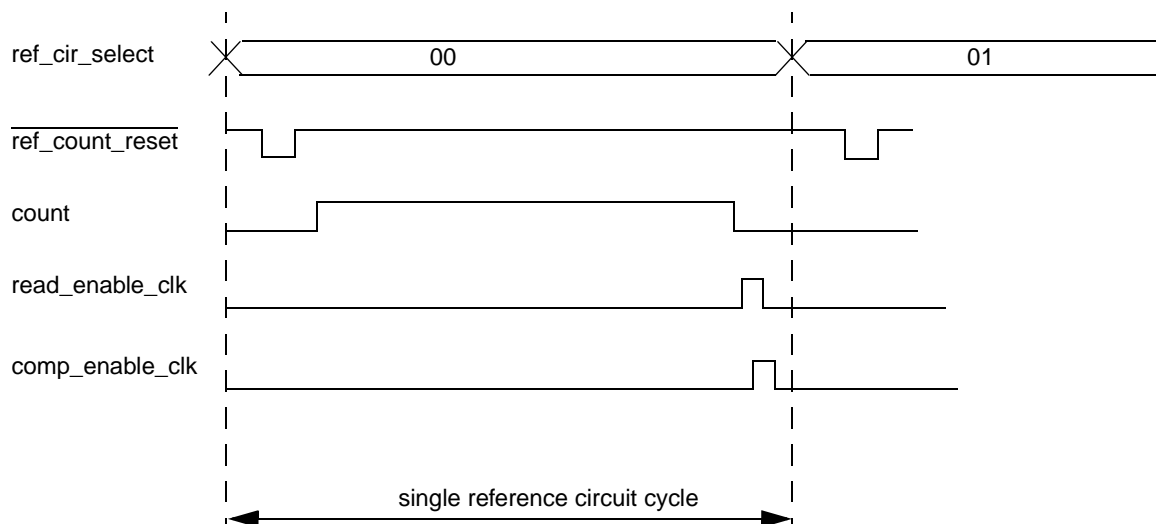 ref_cir_select
00
01
ref_count_reset
count
read_enable_clk
comp_enable_clk
single reference circuit cycle